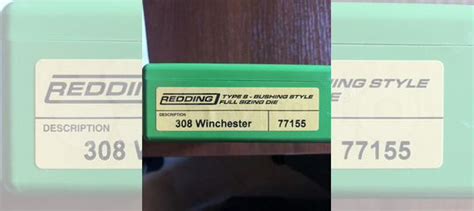 REDDING TYPE S - BUSHING STYLE
FULL SIZING DIE
DESCRIPTION
308 Winchester 77155